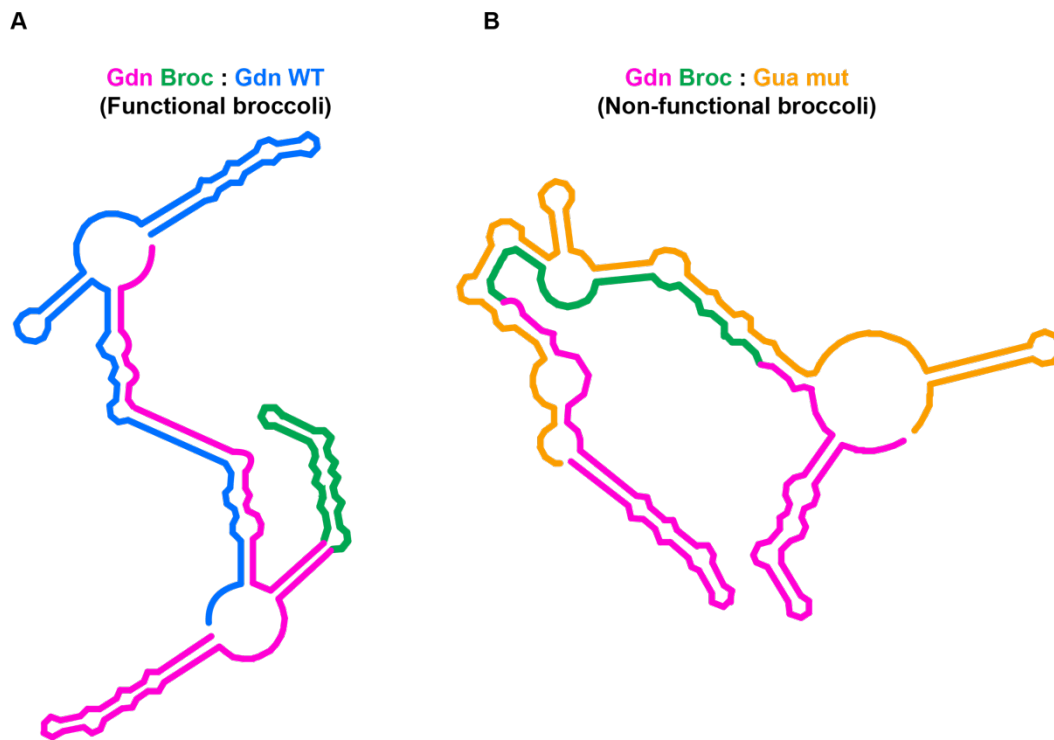 A
B
Gdn Broc : Gdn WT
(Functional broccoli)
Gdn Broc : Gua mut
(Non-functional broccoli)